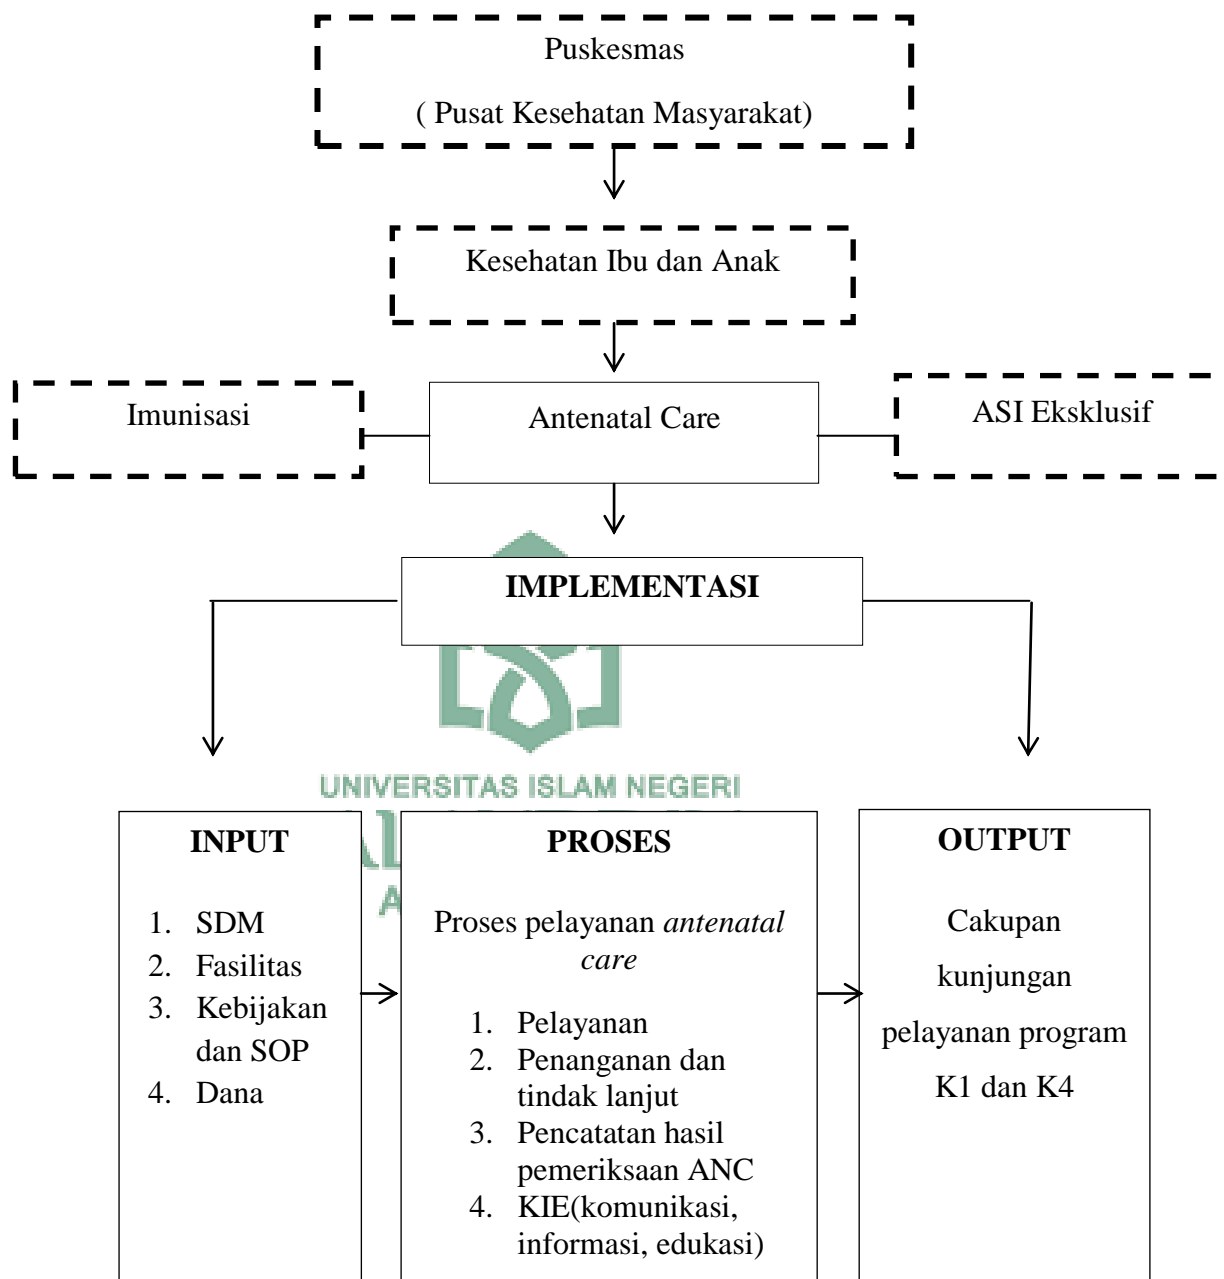 Puskesmas
( Pusat Kesehatan Masyarakat)
Kesehatan Ibu dan Anak
Imunisasi
Antenatal Care
ASI Eksklusif
IMPLEMENTASI
UNIVERSITAS ISLAM NEGERI
INPUT
1. SDM
2. Fasilitas
3. Kebijakan
dan SOP
4. Dana
PROSES
Proses pelayanan antenatal
care
1. Pelayanan
2. Penanganan dan
tindak lanjut
3. Pencatatan hasil
pemeriksaan ANC
4. KIE(komunikasi,
informasi, edukasi)
OUTPUT
Cakupan
kunjungan
pelayanan program
K1 dan K4